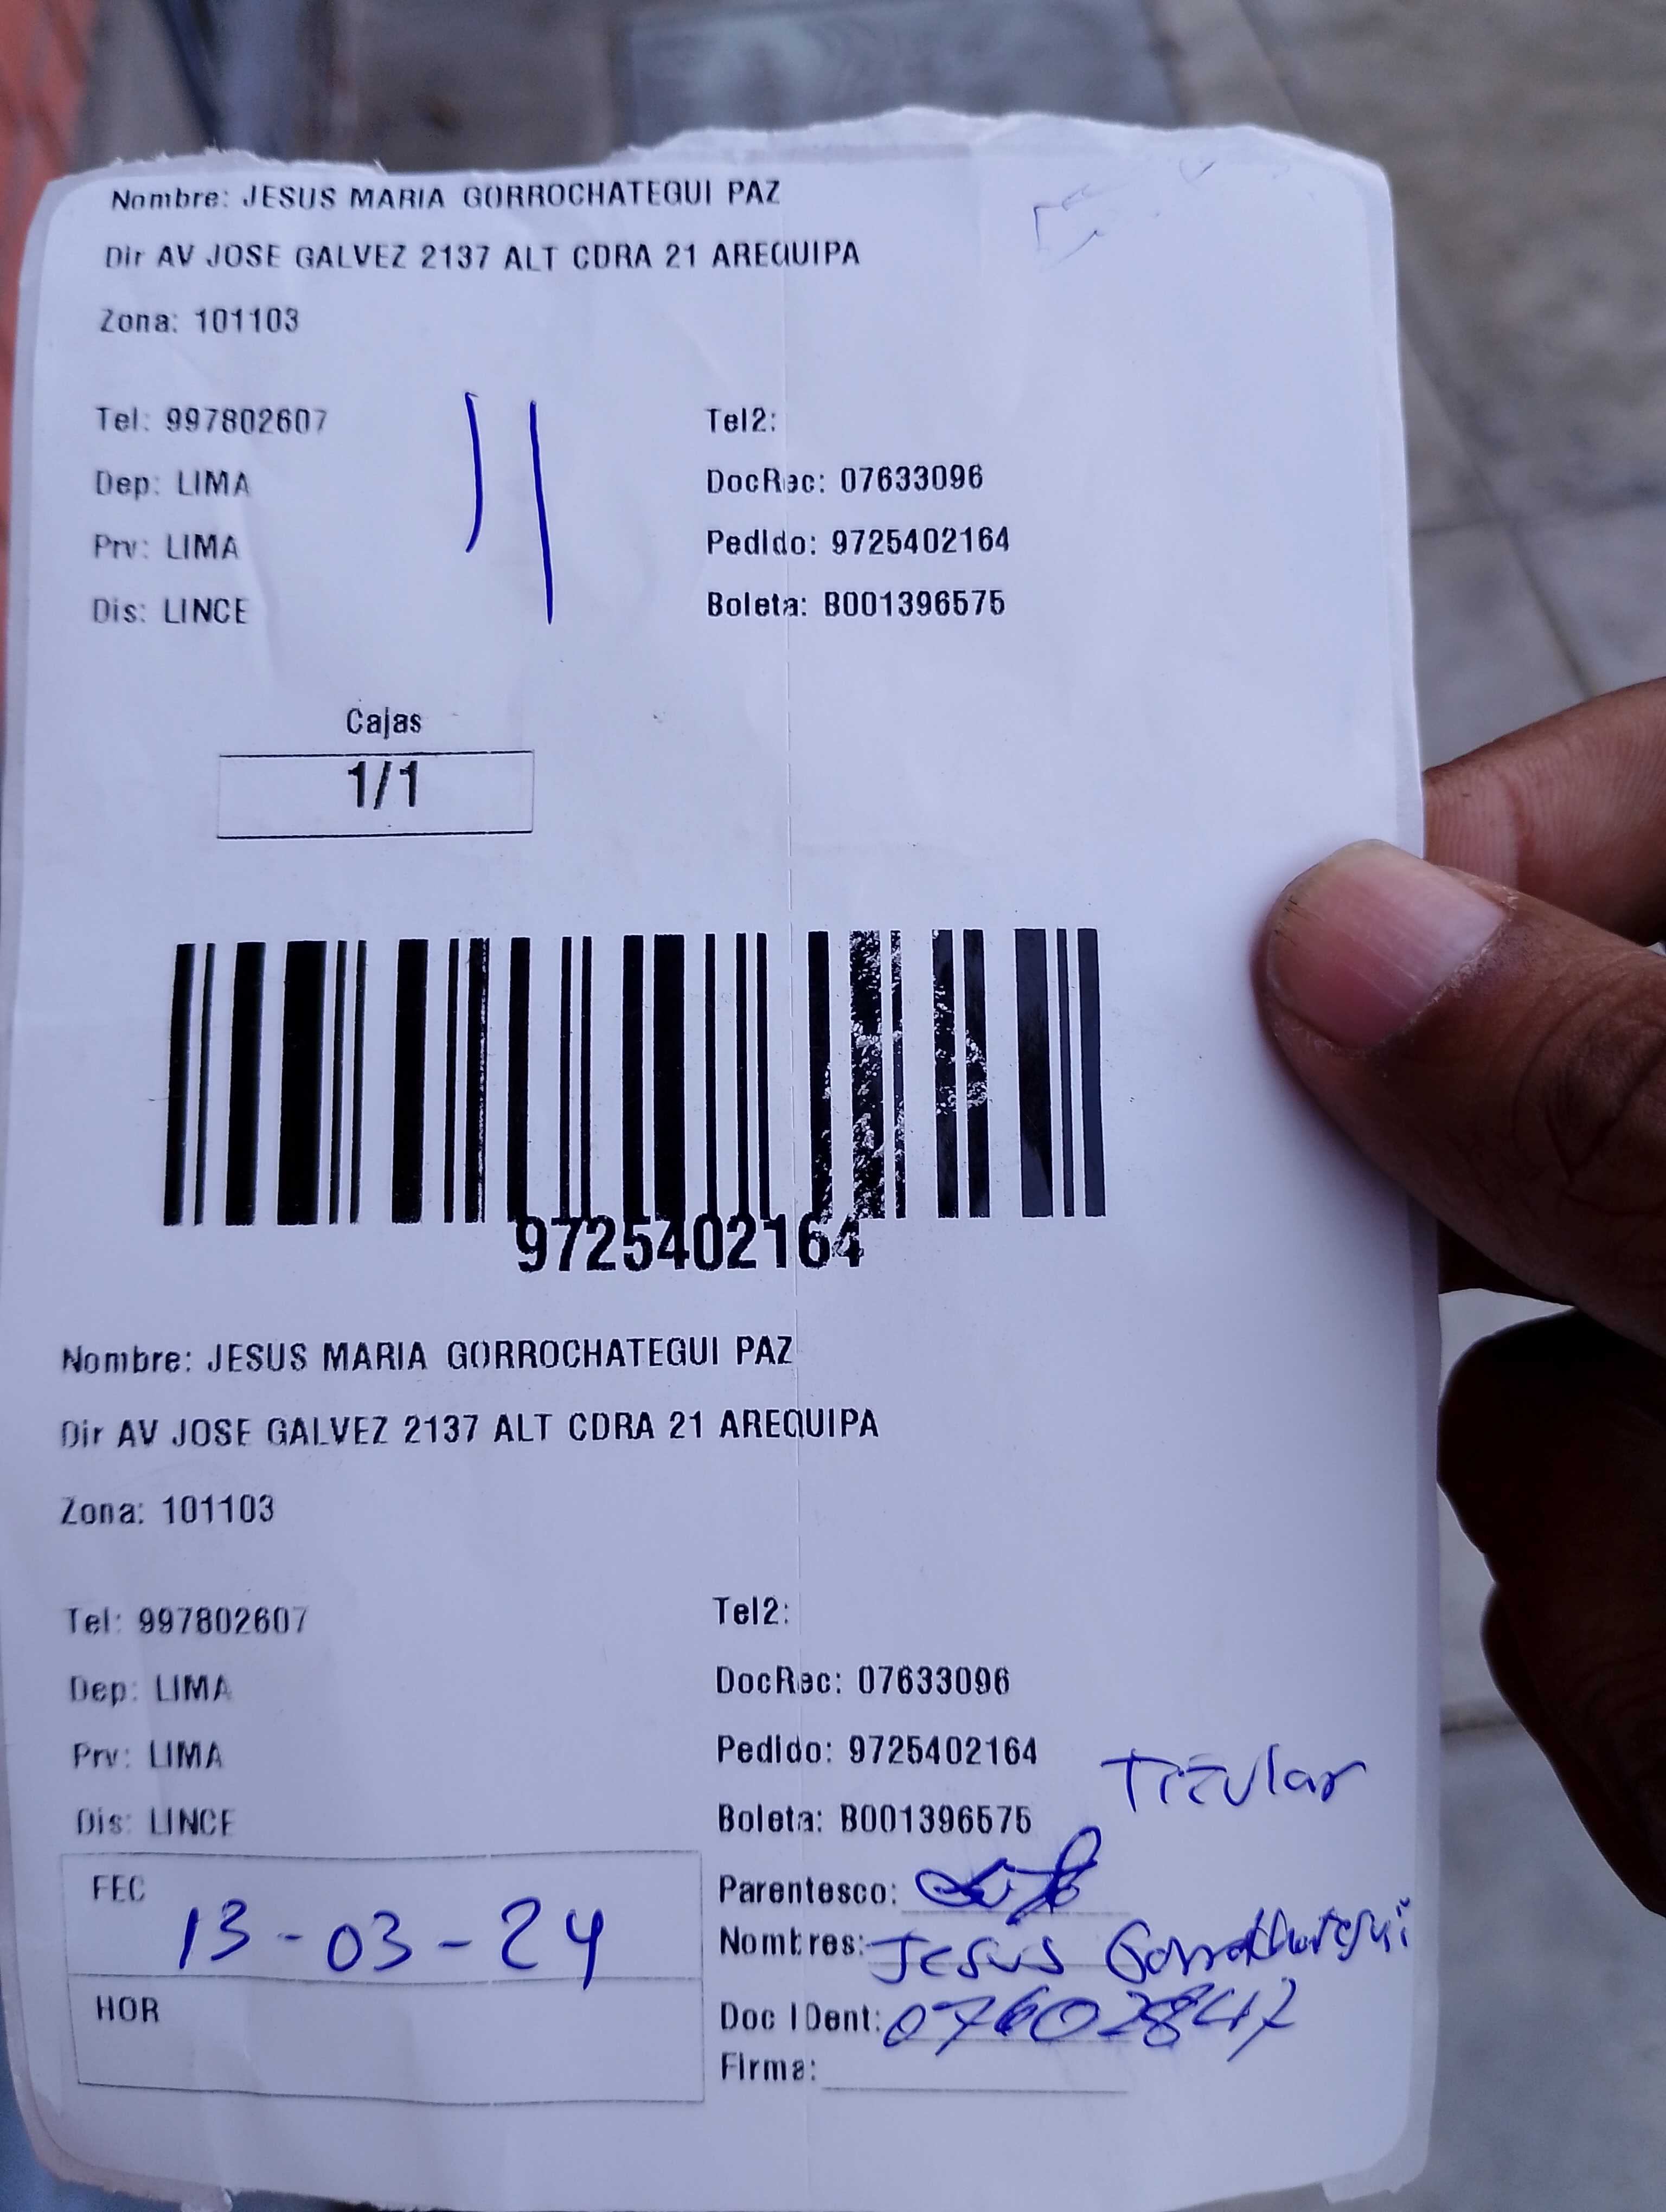 Nombre: JESUS MARIA GORROCHATEGUI PAZ
Dir AV JOSE GALVEZ 2137 ALT CDRA 21 AREQUIPA
Zona: 101103
Tel: 997802607
Tel2:
Dep: LIMA
DocRec: 07633096
Prv: LIMA
Pedido: 9725402164
Dis: LINCE
Boleta: B001396575
Cajas
1/1
9725402164
Nombre: JESUS MARIA GORROCHATEGUI PAZ
Dir AV JOSE GALVEZ 2137 ALT CDRA 21 AREQUIPA
Zona: 101103
Tel: 997802607
Tel2:
Dep: LIMA
DocRec: 07633096
Prv: LIMA
Pedido: 9725402164
Titular
Dis: LINCE
Boleta: B001396575
FEC
13-03-24
Parentesco:
Nombres: Jesus Gorrochategui
HOR
Doc IDent: 07602847
Firma: